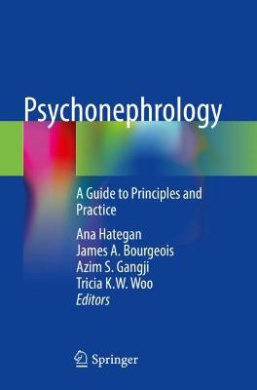 Psychonephrology
A Guide to Principles and
Practice
Ana Hategan
James A. Bourgeois
Azim S. Gangji
Tricia K.W. Woo
Editors
Springer